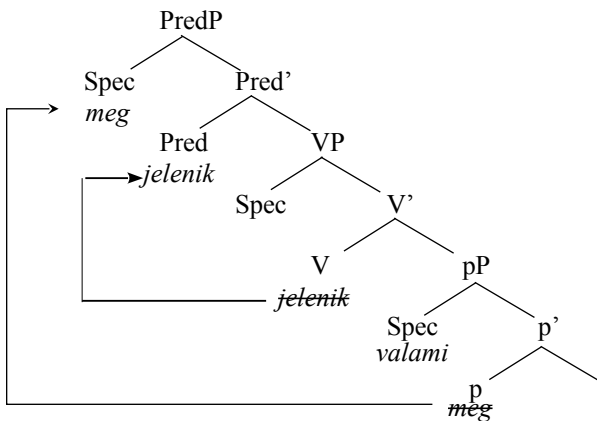 PredP
Spec Pred’
meg
Pred VP
jelenik
Spec V’
V pP
jelenik
Spec p’
valami
p
meg